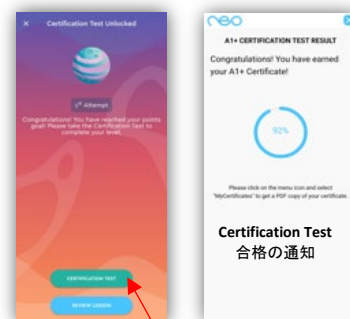 Certification Test Unlocked
1st Attempt
Congratulations! You have reached your points
goal! Please take the Certification Test to
complete your level.
CERTIFICATION TEST
REVIEW LESSON
neo
A1+ CERTIFICATION TEST RESULT
Congratulations! You have earned
your A1+ Certificate!
92%
Please click on the menu icon and select
"MyCertificates" to get a PDF copy of your certificate.
Certification Test
合格の通知